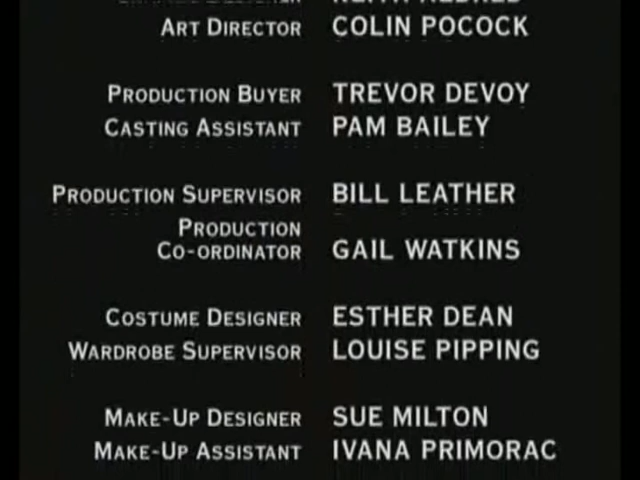 ART DIRECTOR COLIN POCOCK
PRODUCTION BUYER TREVOR DEVOY
CASTING ASSISTANT PAM BAILEY
PRODUCTION SUPERVISOR BILL LEATHER
PRODUCTION
CO-ORDINATOR GAIL WATKINS
COSTUME DESIGNER ESTHER DEAN
WARDROBE SUPERVISOR LOUISE PIPPING
MAKE-UP DESIGNER SUE MILTON
MAKE-UP ASSISTANT IVANA PRIMORAC